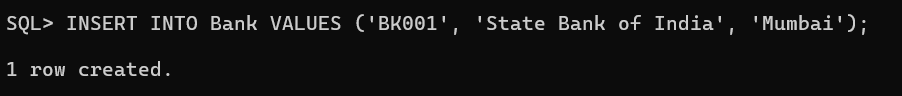 SQL> INSERT INTO Bank VALUES ('BK001', 'State Bank of India', 'Mumbai');
1 row created.